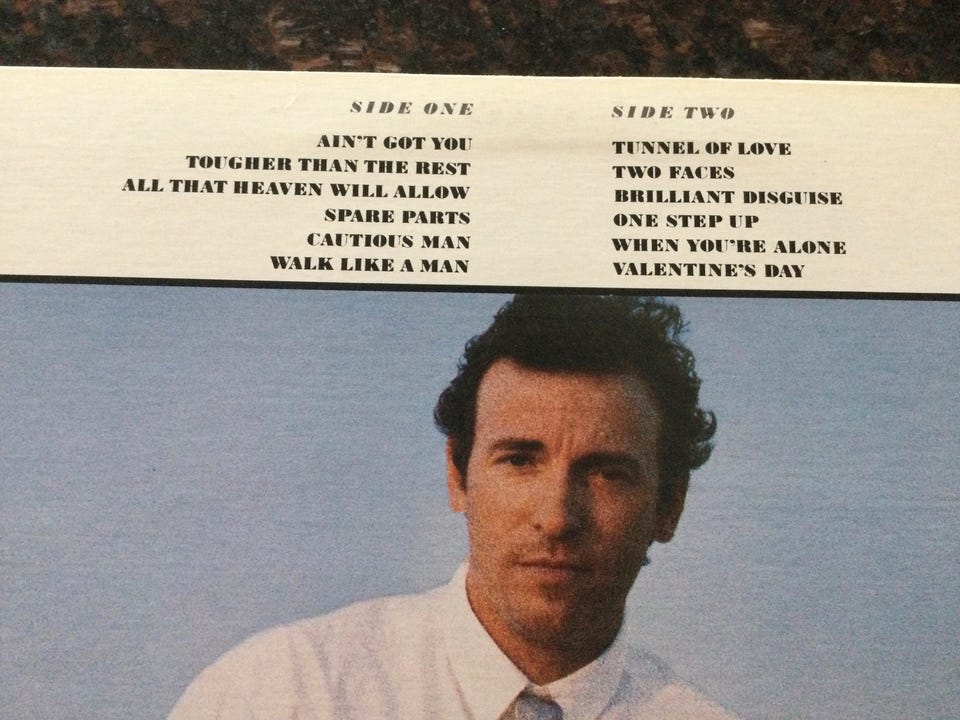 SIDE ONE
AIN'T GOT YOU
TOUGHER THAN THE REST
ALL THAT HEAVEN WILL ALLOW
SPARE PARTS
CAUTIOUS MAN
WALK LIKE A MAN
SIDE TWO
TUNNEL OF LOVE
TWO FACES
BRILLIANT DISGUISE
ONE STEP UP
WHEN YOU'RE ALONE
VALENTINE'S DAY